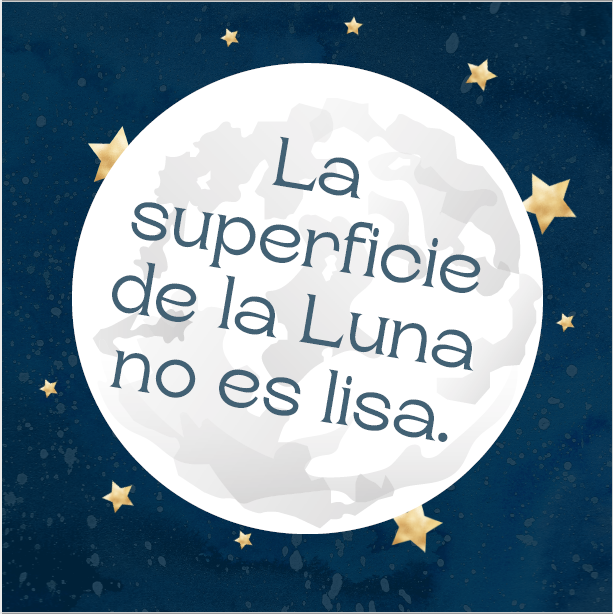 La
superficie
de la Luna
no es lisa.